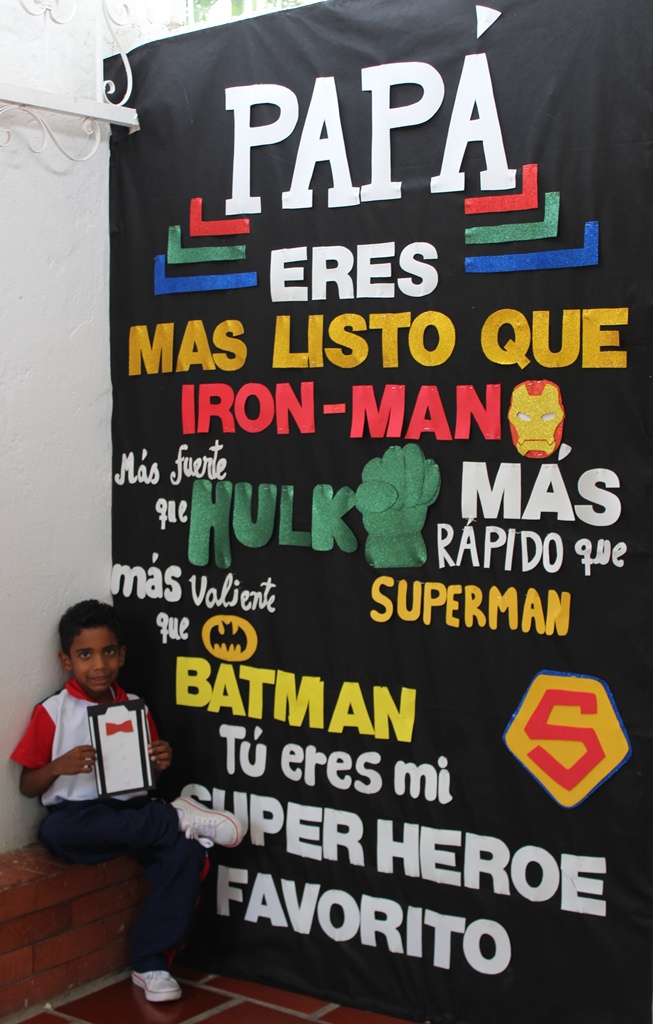 PAPÁ
ERES
MAS LISTO QUE
IRON-MAN
Más fuerte que
HULK
MÁS RÁPIDO que
SUPERMAN
más valiente que
BATMAN
S
Tú eres mi
SUPER HEROE
FAVORITO